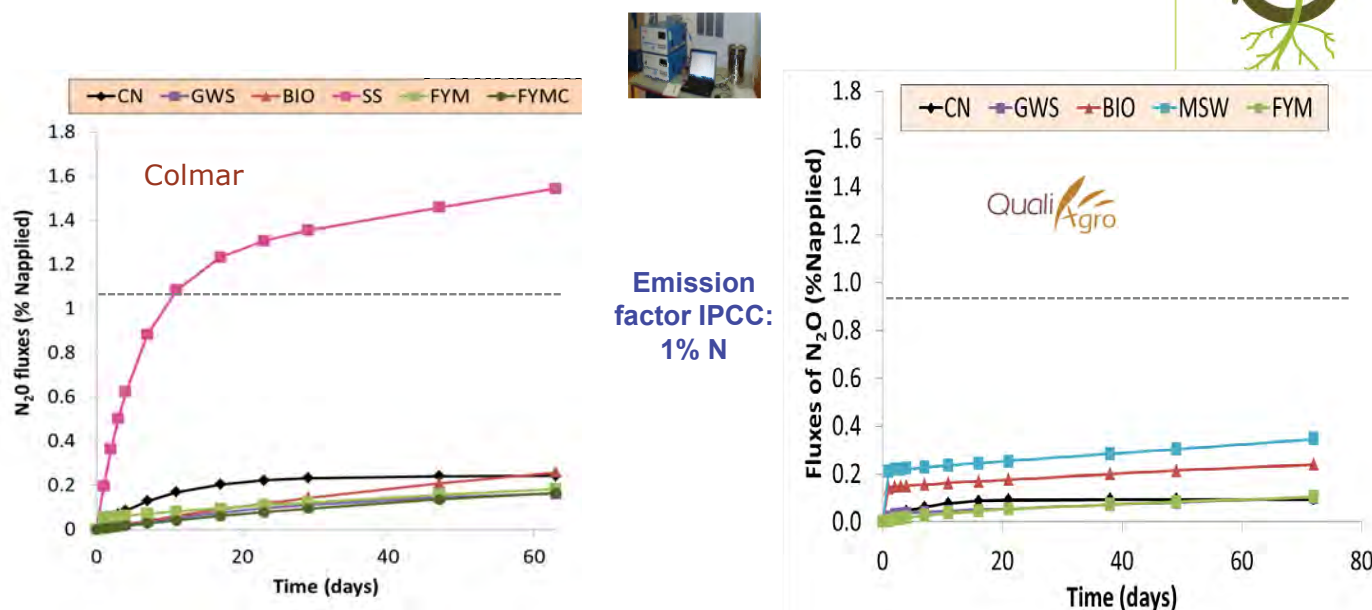 CN GWS BIO SS FYM FYMC
Colmar
N₂0 fluxes (% Napplied)
1.8
1.6
1.4
1.2
1
0.8
0.6
0.4
0.2
0
0 20 40 60
Time (days)
Emission
factor IPCC:
1% N
CN GWS BIO MSW FYM
Quali
Agro
Fluxes of N₂O (%Napplied)
1.8
1.6
1.4
1.2
1.0
0.8
0.6
0.4
0.2
0.0
0 20 40 60 80
Time (days)